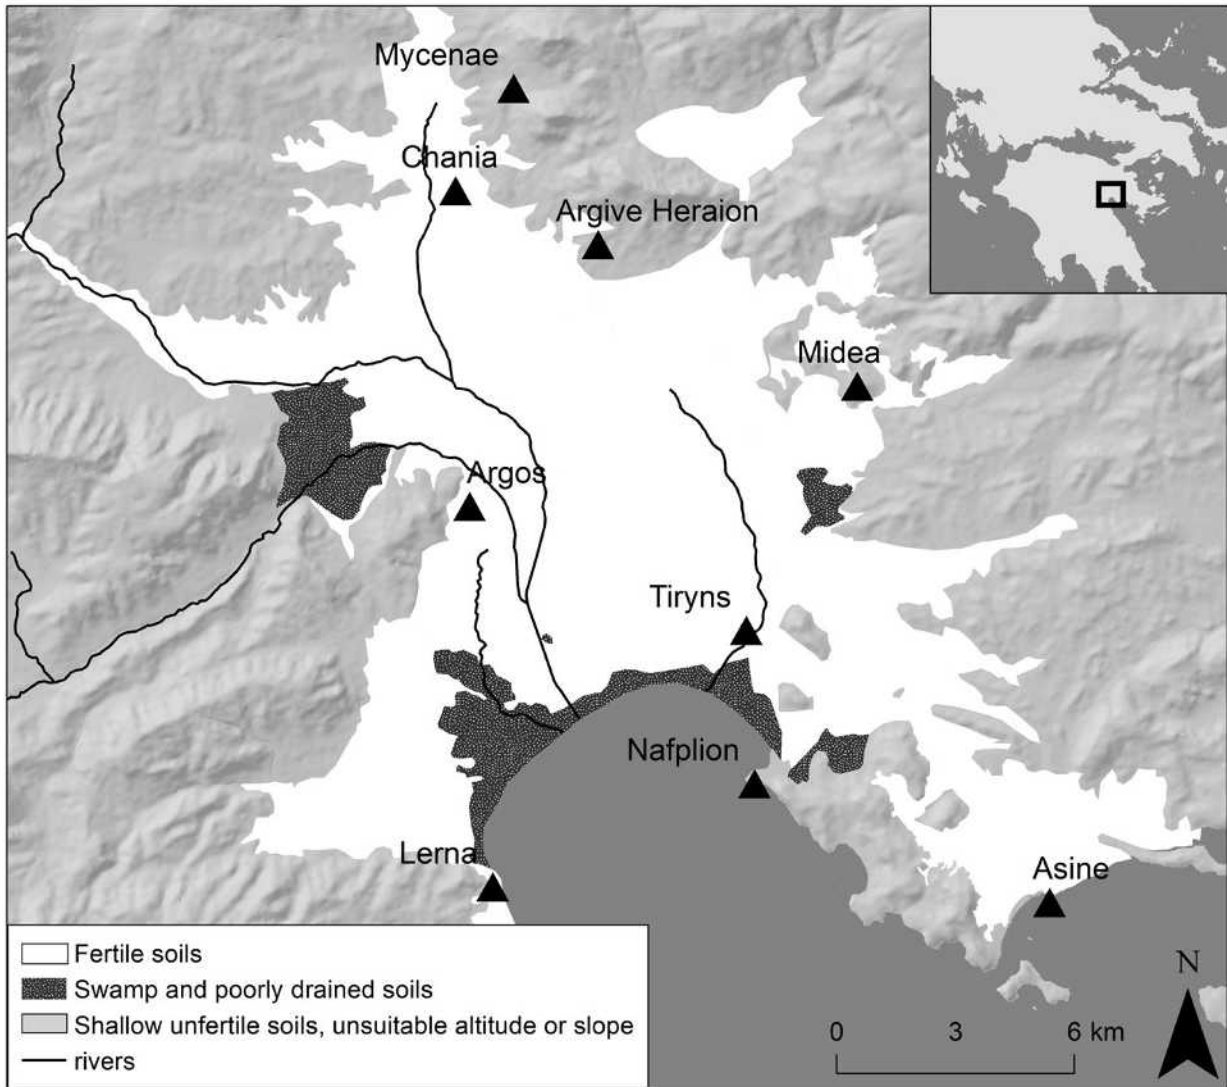 Mycenae
Chania
Argive Heraion
Midea
Argos
Tiryns
Nafplion
Lerna
Asine
Fertile soils
Swamp and poorly drained soils
Shallow unfertile soils, unsuitable altitude or slope
rivers
N
0 3 6 km